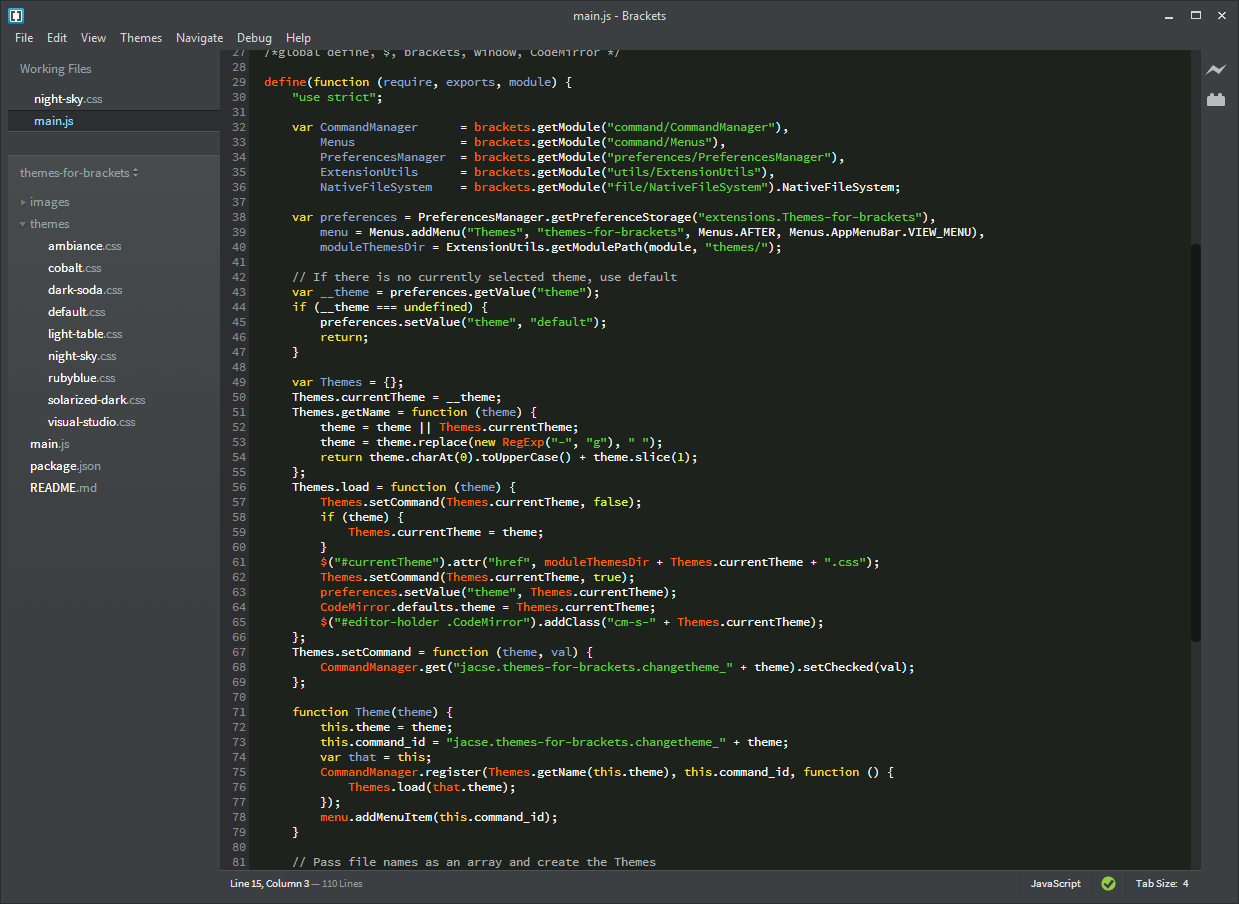 main.js - Brackets
File Edit View Themes Navigate Debug Help
Working Files
night-sky.css
main.js
themes-for-brackets
images
themes
ambiance.css
cobalt.css
dark-soda.css
default.css
light-table.css
night-sky.css
rubyblue.css
solarized-dark.css
visual-studio.css
main.js
package.json
README.md
27 /*global define, $, brackets, window, CodeMirror */
28
29 define(function (require, exports, module) {
30     "use strict";
31
32     var CommandManager      = brackets.getModule("command/CommandManager"),
33         Menus               = brackets.getModule("command/Menus"),
34         PreferencesManager  = brackets.getModule("preferences/PreferencesManager"),
35         ExtensionUtils      = brackets.getModule("utils/ExtensionUtils"),
36         NativeFileSystem    = brackets.getModule("file/NativeFileSystem").NativeFileSystem;
37
38     var preferences = PreferencesManager.getPreferenceStorage("extensions.Themes-for-brackets"),
39         menu = Menus.addMenu("Themes", "themes-for-brackets", Menus.AFTER, Menus.AppMenuBar.VIEW_MENU),
40         moduleThemesDir = ExtensionUtils.getModulePath(module, "themes/");
41
42     // If there is no currently selected theme, use default
43     var __theme = preferences.getValue("theme");
44     if (__theme === undefined) {
45         preferences.setValue("theme", "default");
46         return;
47     }
48
49     var Themes = {};
50     Themes.currentTheme = __theme;
51     Themes.getName = function (theme) {
52         theme = theme || Themes.currentTheme;
53         theme = theme.replace(new RegExp("-", "g"), " ");
54         return theme.charAt(0).toUpperCase() + theme.slice(1);
55     };
56     Themes.load = function (theme) {
57         Themes.setCommand(Themes.currentTheme, false);
58         if (theme) {
59             Themes.currentTheme = theme;
60         }
61         $("#currentTheme").attr("href", moduleThemesDir + Themes.currentTheme + ".css");
62         Themes.setCommand(Themes.currentTheme, true);
63         preferences.setValue("theme", Themes.currentTheme);
64         CodeMirror.defaults.theme = Themes.currentTheme;
65         $("#editor-holder .CodeMirror").addClass("cm-s-" + Themes.currentTheme);
66     };
67     Themes.setCommand = function (theme, val) {
68         CommandManager.get("jacse.themes-for-brackets.changetheme_" + theme).setChecked(val);
69     };
70
71     function Theme(theme) {
72         this.theme = theme;
73         this.command_id = "jacse.themes-for-brackets.changetheme_" + theme;
74         var that = this;
75         CommandManager.register(Themes.getName(this.theme), this.command_id, function () {
76             Themes.load(that.theme);
77         });
78         menu.addMenuItem(this.command_id);
79     }
80
81     // Pass file names as an array and create the Themes
Line 15, Column 3 — 110 Lines
JavaScript
Tab Size: 4